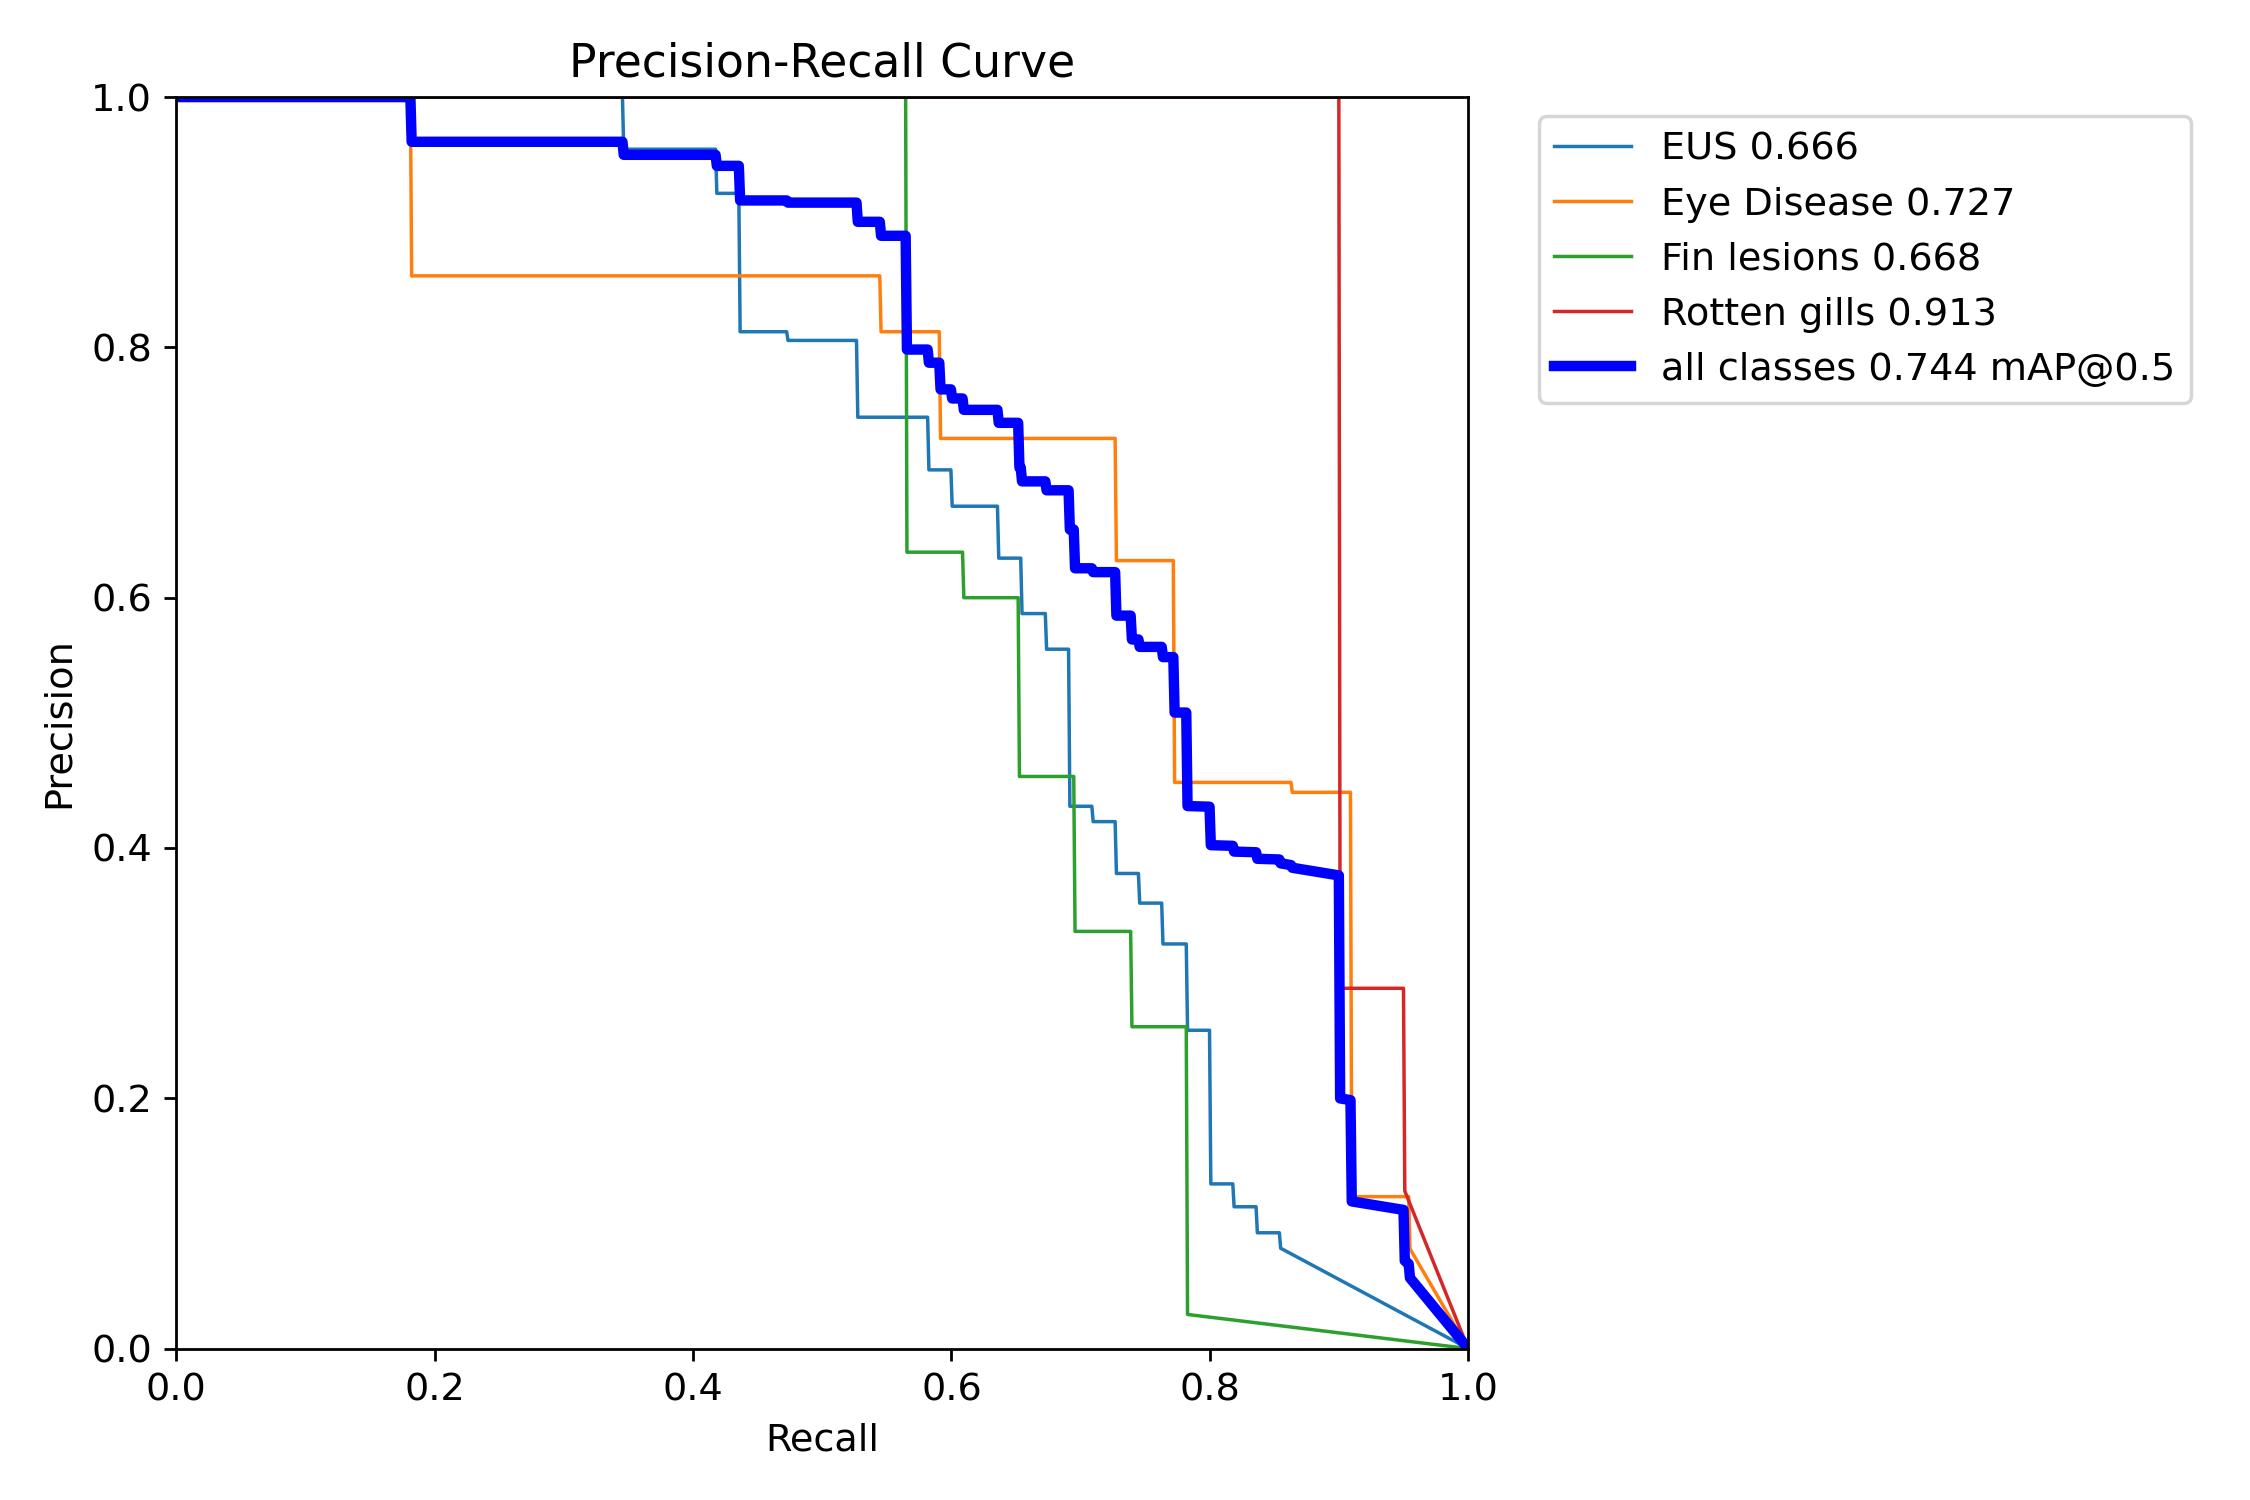 Precision-Recall Curve
1.0
0.8
0.6
0.4
0.2
0.0
Precision
0.0 0.2 0.4 0.6 0.8 1.0
Recall
EUS 0.666
Eye Disease 0.727
Fin lesions 0.668
Rotten gills 0.913
all classes 0.744 mAP@0.5